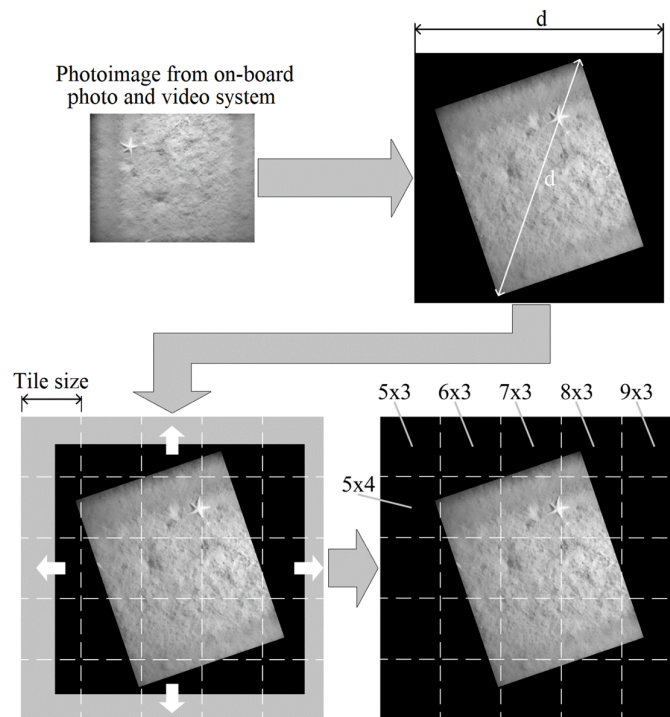 d
Photoimage from on-board
photo and video system
d
Tile size
5x3 6x3 7x3 8x3 9x3
5x4